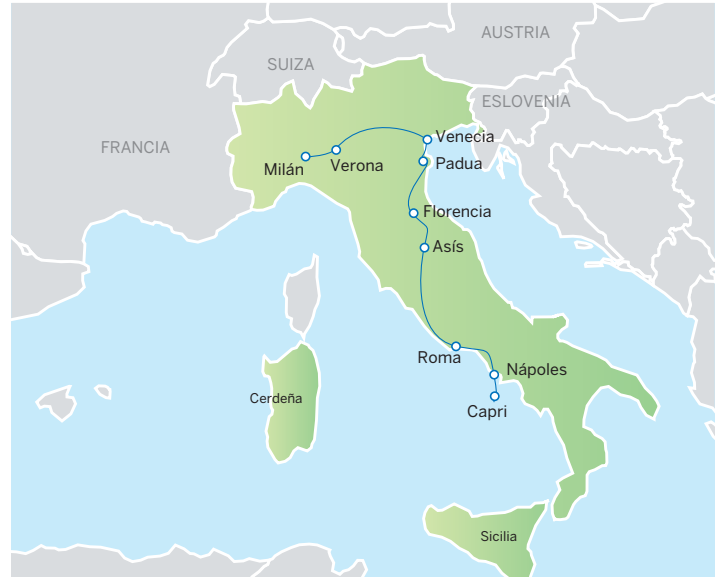 AUSTRIA
SUIZA
ESLOVENIA
FRANCIA
Venecia
Milán
Verona
Padua
Florencia
Asís
Roma
Nápoles
Cerdeña
Capri
Sicilia